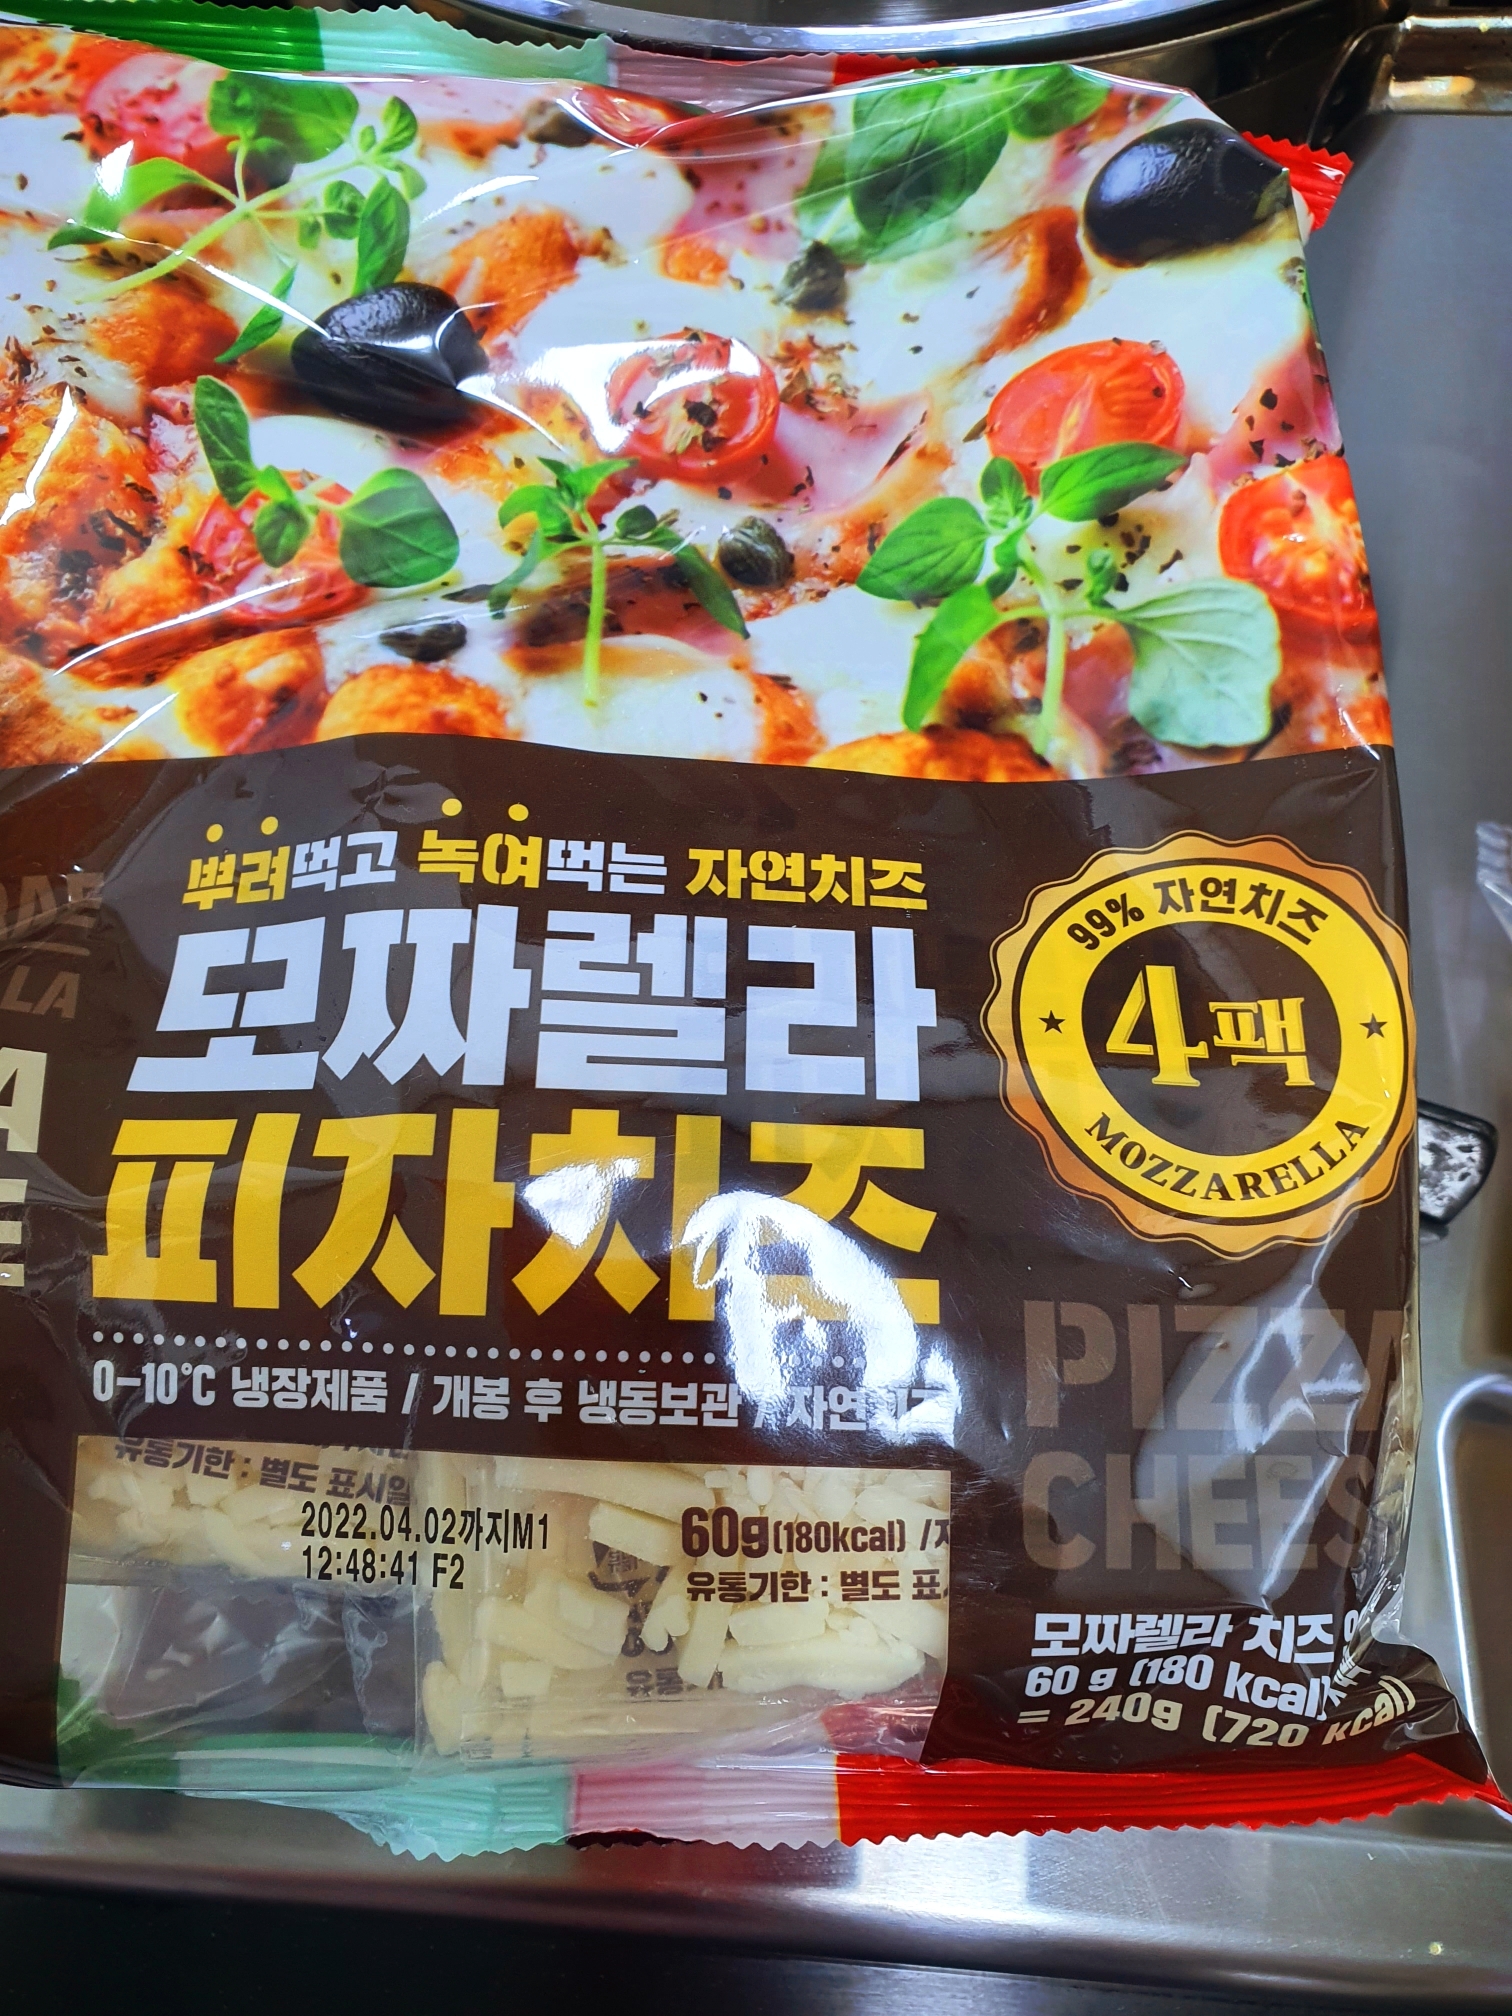 뿌려먹고 녹여먹는 자연치즈
모짜렐라
피자치즈
99% 자연치즈
4팩
MOZZARELLA
0-10℃ 냉장제품 / 개봉 후 냉동보관 / 자연치즈
PIZZA
CHEES
유통기한 : 별도 표시일
2022.04.02까지M1
12:48:41 F2
60g(180kcal) /
유통기한 : 별도 표
모짜렐라 치즈
60 g (180 kcal)
= 240g (720 kcal)